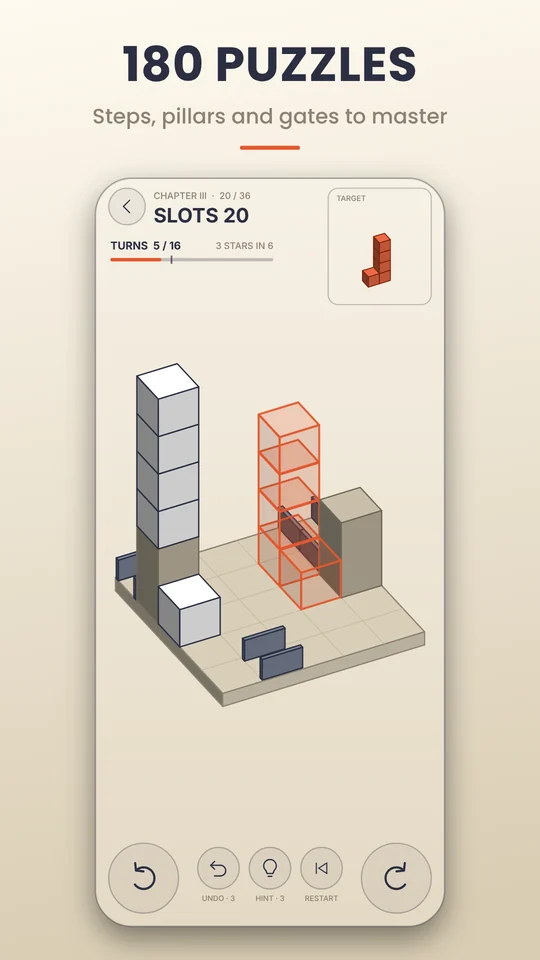 180 PUZZLES
Steps, pillars and gates to master
CHAPTER III · 20 / 36
SLOTS 20
TARGET
TURNS 5 / 16
3 STARS IN 6
UNDO · 3
HINT · 3
RESTART